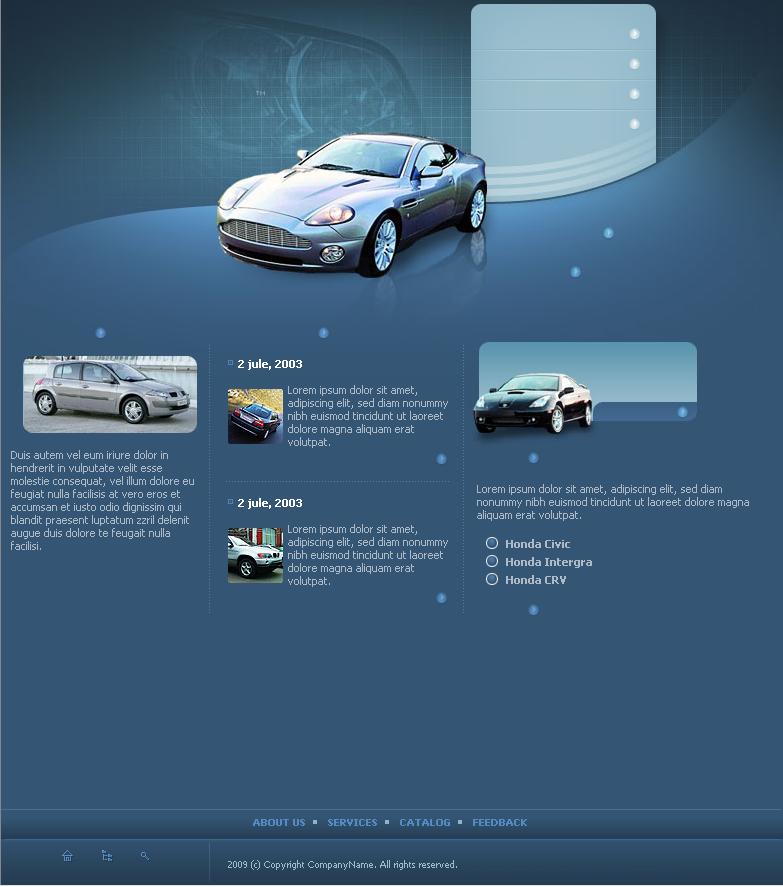 TM
2 jule, 2003
Lorem ipsum dolor sit amet,
adipiscing elit, sed diam nonummy
nibh euismod tincidunt ut laoreet
dolore magna aliquam erat
volutpat.
Duis autem vel eum iriure dolor in
hendrerit in vulputate velit esse
molestie consequat, vel illum dolore eu
feugiat nulla facilisis at vero eros et
accumsan et iusto odio dignissim qui
blandit praesent luptatum zzril delenit
augue duis dolore te feugait nulla
facilisi.
2 jule, 2003
Lorem ipsum dolor sit amet,
adipiscing elit, sed diam nonummy
nibh euismod tincidunt ut laoreet
dolore magna aliquam erat
volutpat.
Lorem ipsum dolor sit amet, adipiscing elit, sed diam
nonummy nibh euismod tincidunt ut laoreet dolore magna
aliquam erat volutpat.
Honda Civic
Honda Intergra
Honda CRV
ABOUT US SERVICES CATALOG FEEDBACK
2009 (c) Copyright CompanyName. All rights reserved.